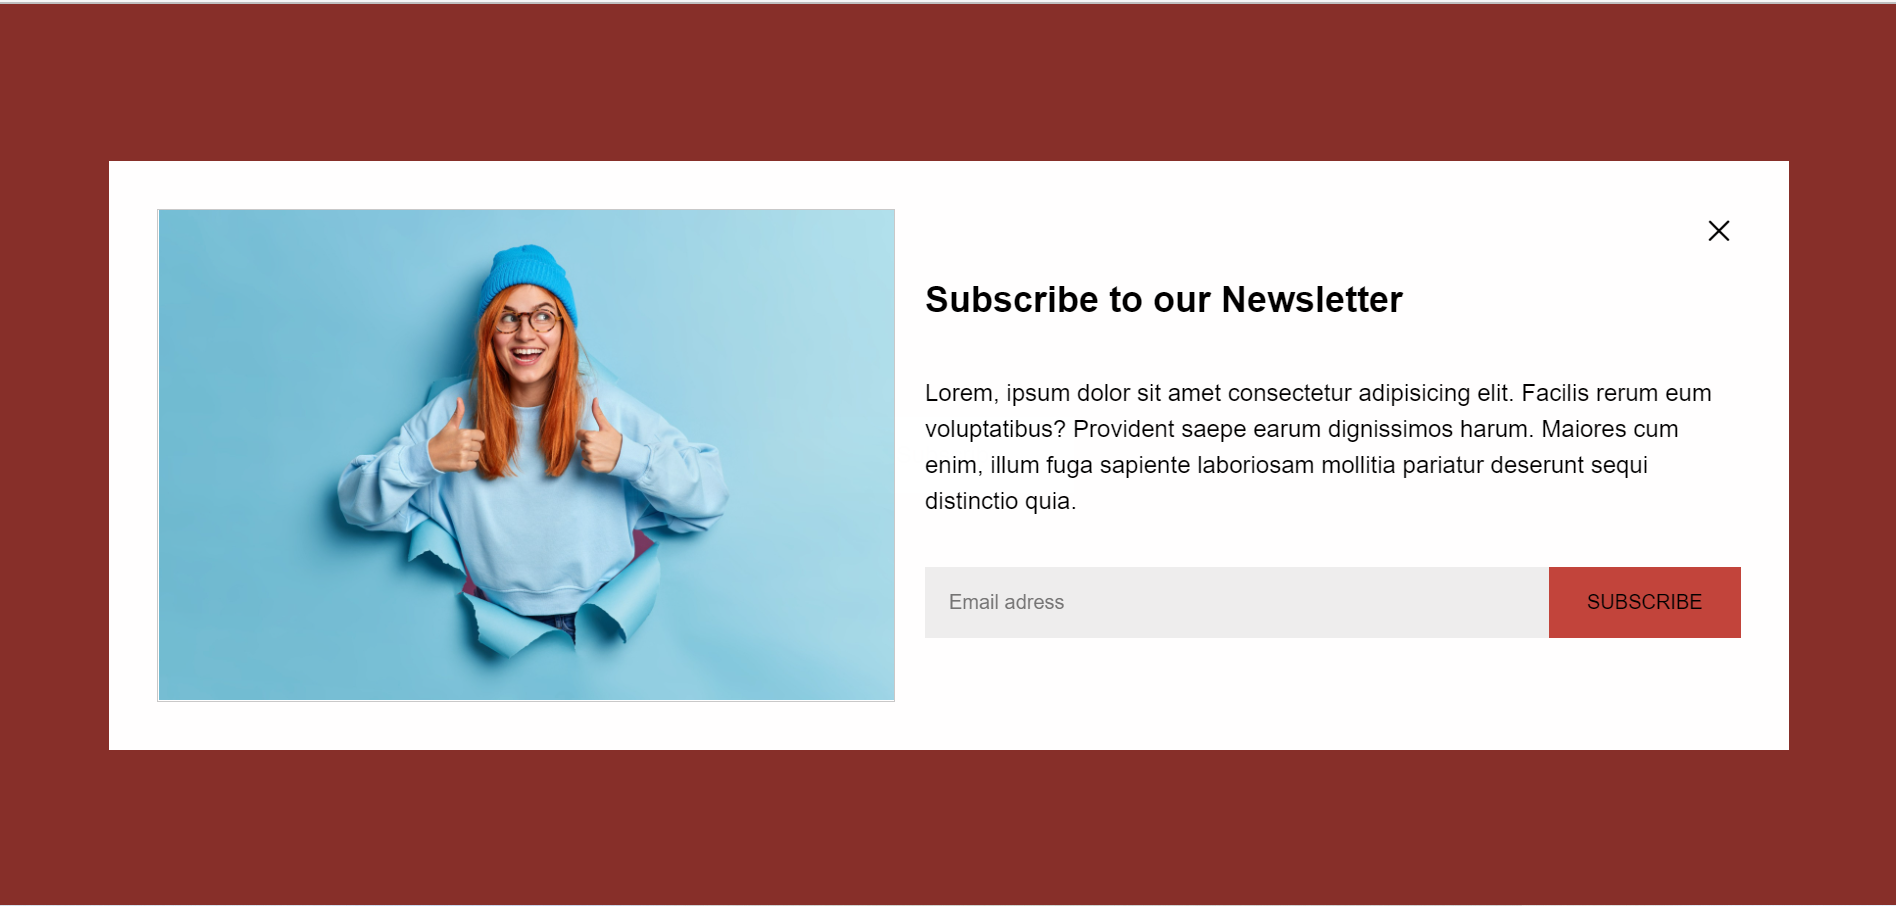 Subscribe to our Newsletter
Lorem, ipsum dolor sit amet consectetur adipisicing elit. Facilis rerum eum
voluptatibus? Provident saepe earum dignissimos harum. Maiores cum
enim, illum fuga sapiente laboriosam mollitia pariatur deserunt sequi
distinctio quia.
Email adress
SUBSCRIBE